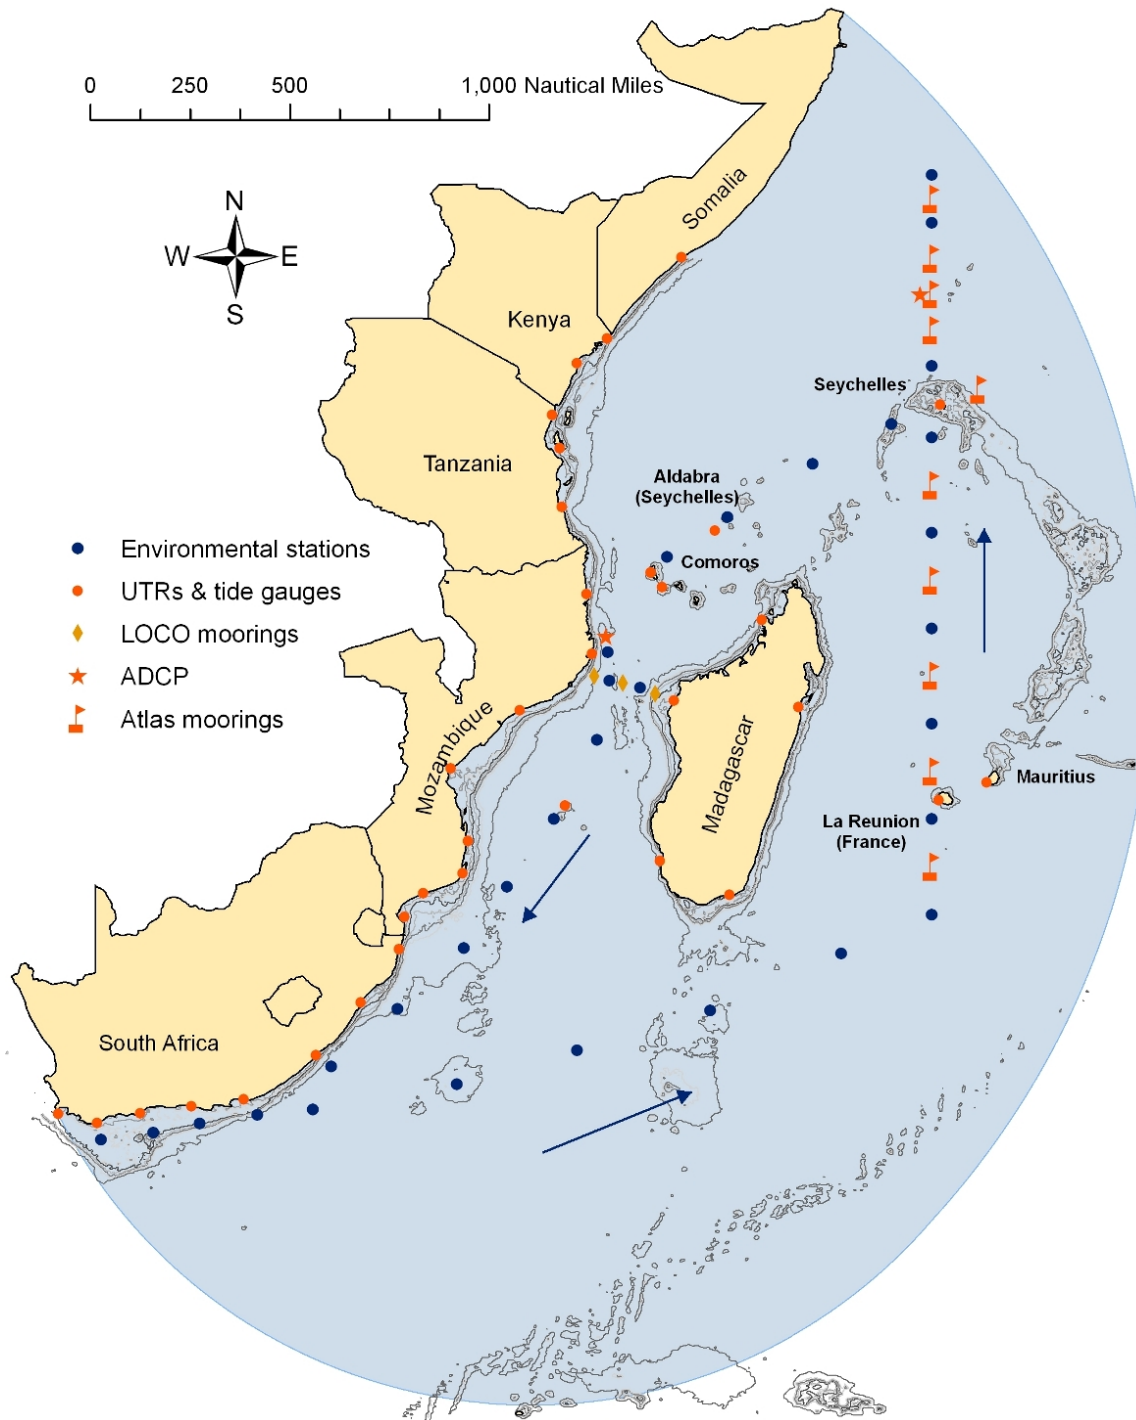 0 250 500 1,000 Nautical Miles
N
W E
S
Somalia
Kenya
Seychelles
Tanzania
Aldabra
(Seychelles)
Comoros
Environmental stations
UTRs & tide gauges
LOCO moorings
ADCP
Atlas moorings
Mozambique
Madagascar
Mauritius
La Reunion
(France)
South Africa